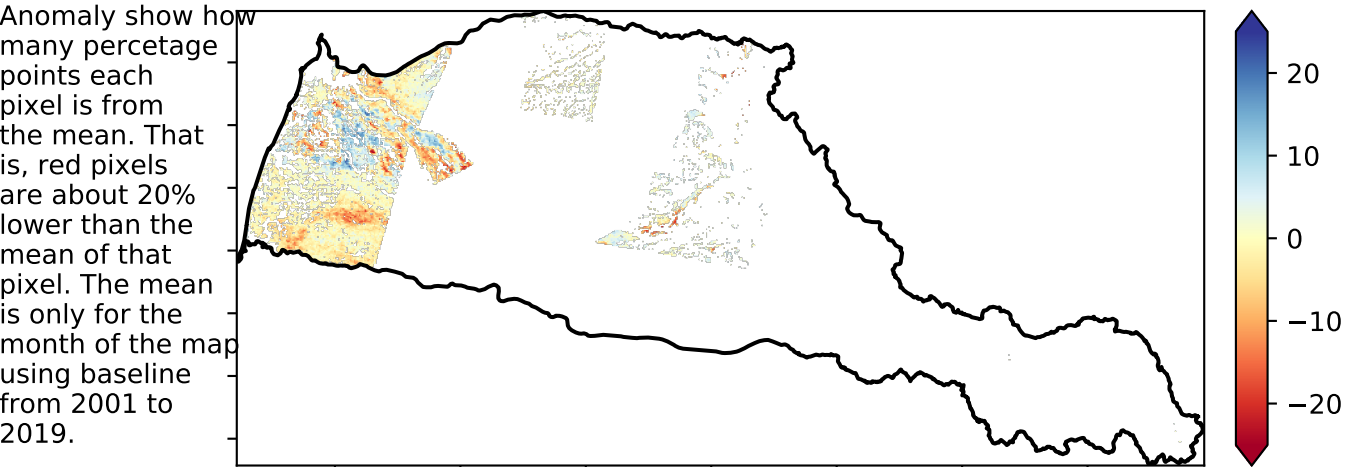 Anomaly show how
many percetage
points each
pixel is from
the mean. That
is, red pixels
are about 20%
lower than the
mean of that
pixel. The mean
is only for the
month of the map
using baseline
from 2001 to
2019.
20
10
0
−10
−20